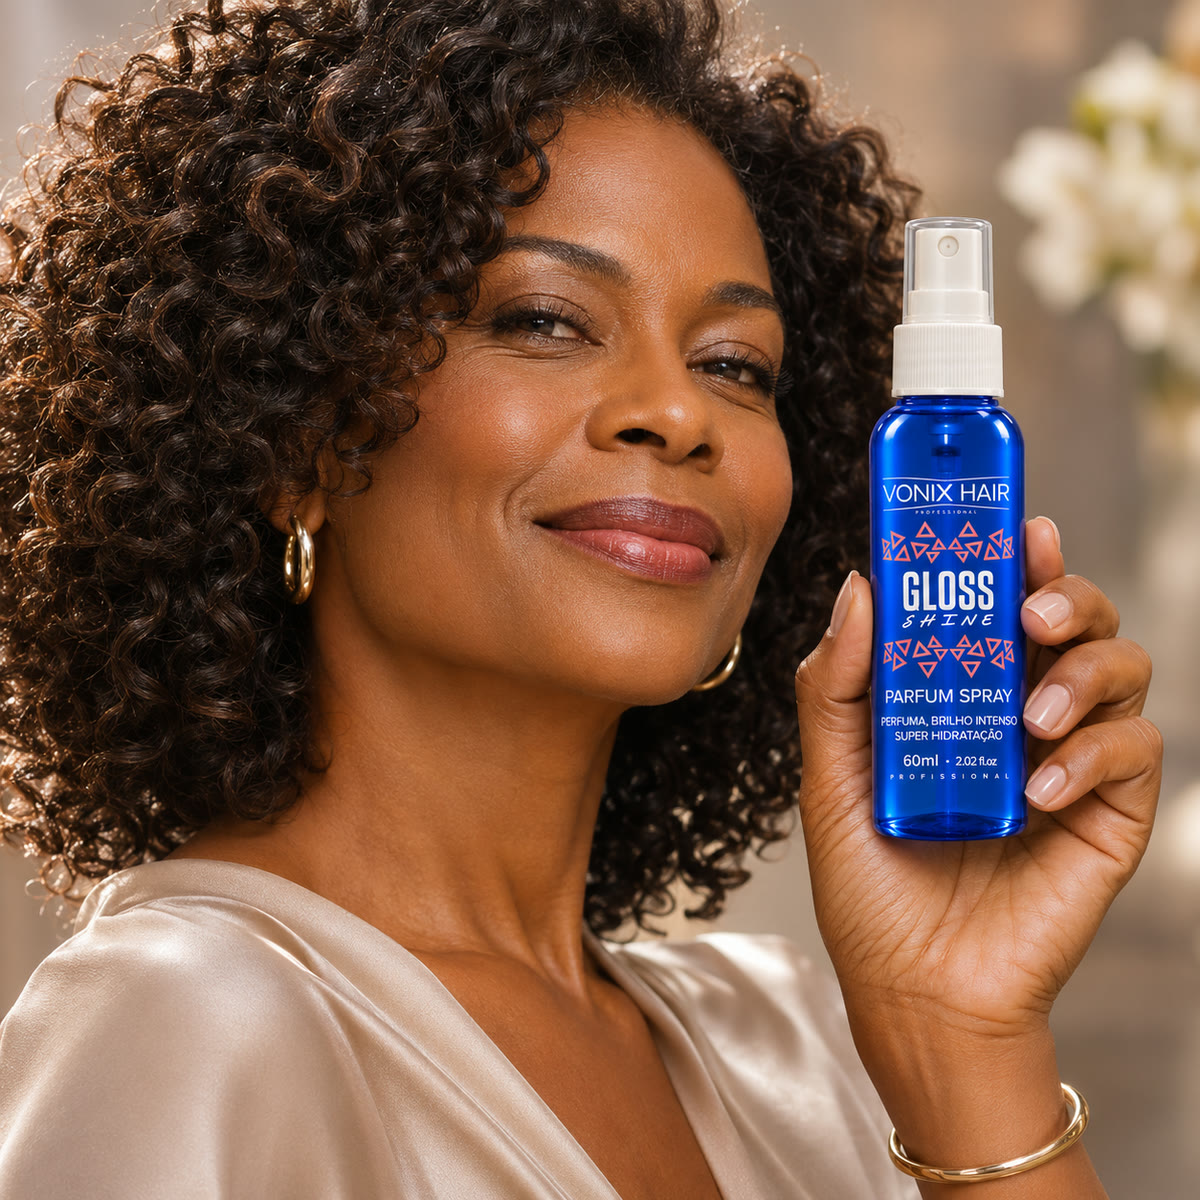 VONIX HAIR
PROFESSIONAL
GLOSS
SHINE
PARFUM SPRAY
PERFUMA, BRILHO INTENSO
SUPER HIDRATAÇÃO
60ml • 2.02 fl.oz
PROFISSIONAL